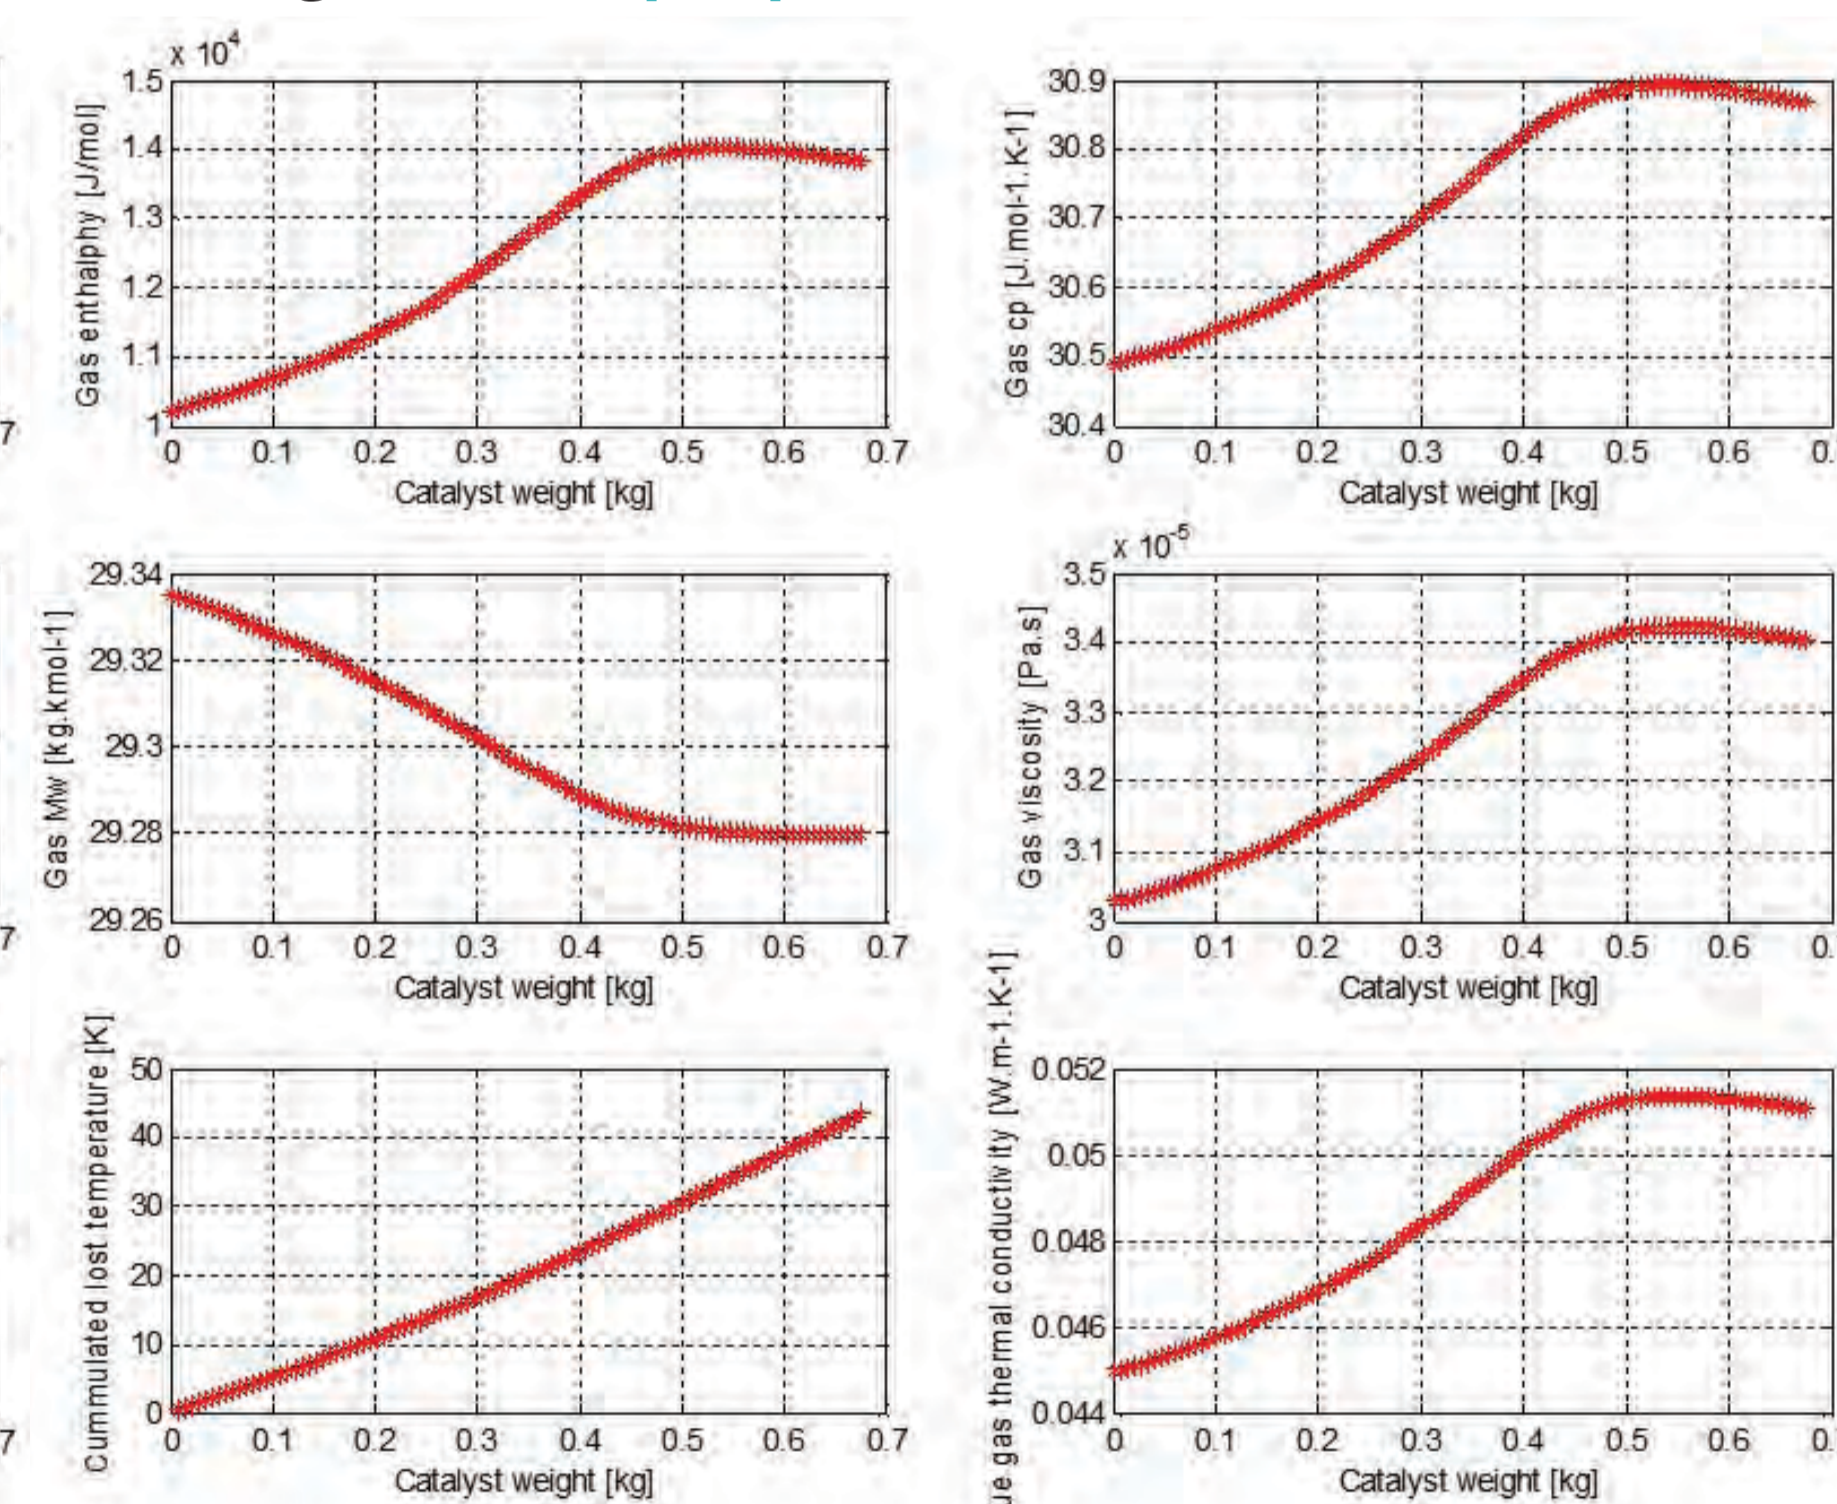 x 10^4
Gas enthalphy [J/mol]
1.5
1.4
1.3
1.2
1.1
1
0 0.1 0.2 0.3 0.4 0.5 0.6 0.7
Catalyst weight [kg]
Gas cp [J.mol-1.K-1]
30.9
30.8
30.7
30.6
30.5
30.4
0 0.1 0.2 0.3 0.4 0.5 0.6 0.
Catalyst weight [kg]
7
Gas Mw [kg.kmol-1]
29.34
29.32
29.3
29.28
29.26
0 0.1 0.2 0.3 0.4 0.5 0.6 0.7
Catalyst weight [kg]
x 10^-5
Gas viscosity [Pa.s]
3.5
3.4
3.3
3.2
3.1
3
0 0.1 0.2 0.3 0.4 0.5 0.6 0.
Catalyst weight [kg]
7
Cummulated lost temperature [K]
50
40
30
20
10
0
0 0.1 0.2 0.3 0.4 0.5 0.6 0.7
Catalyst weight [kg]
ue gas thermal conductivity [W.m-1.K-1]
0.052
0.05
0.048
0.046
0.044
0 0.1 0.2 0.3 0.4 0.5 0.6 0.
Catalyst weight [kg]
7